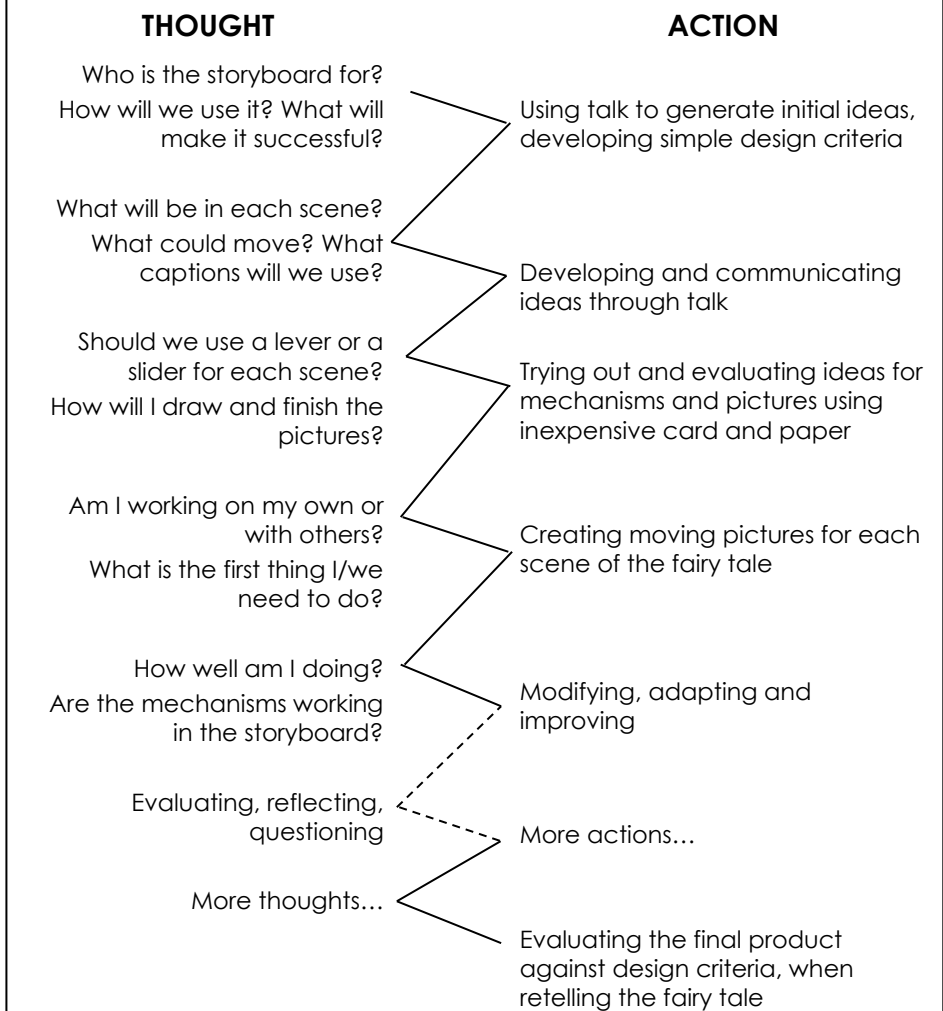 THOUGHT
ACTION
Who is the storyboard for?
How will we use it? What will
make it successful?
Using talk to generate initial ideas,
developing simple design criteria
What will be in each scene?
What could move? What
captions will we use?
Developing and communicating
ideas through talk
Should we use a lever or a
slider for each scene?
How will I draw and finish the
pictures?
Trying out and evaluating ideas for
mechanisms and pictures using
inexpensive card and paper
Am I working on my own or
with others?
What is the first thing I/we
need to do?
Creating moving pictures for each
scene of the fairy tale
How well am I doing?
Are the mechanisms working
in the storyboard?
Modifying, adapting and
improving
Evaluating, reflecting,
questioning
More actions…
More thoughts…
Evaluating the final product
against design criteria, when
retelling the fairy tale